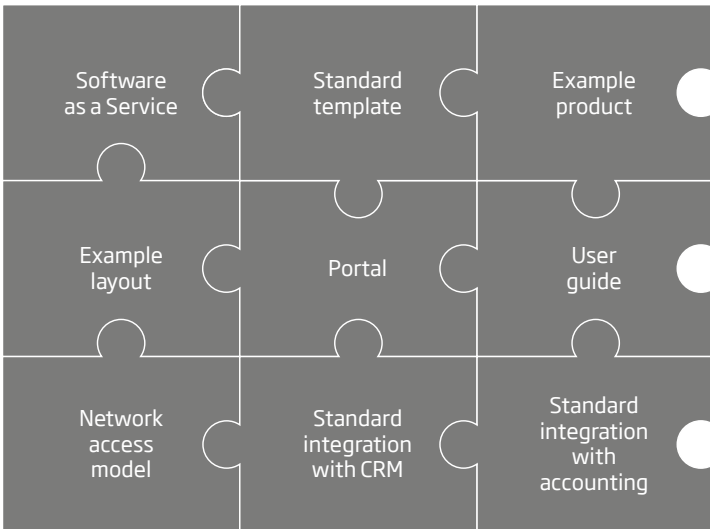 Software
as a Service
Standard
template
Example
product
Example
layout
Portal
User
guide
Network
access
model
Standard
integration
with CRM
Standard
integration
with
accounting